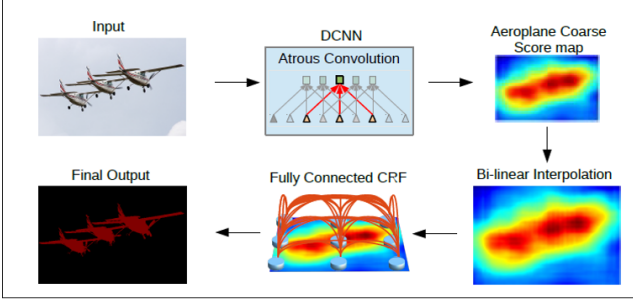 Input
DCNN
Atrous Convolution
Aeroplane Coarse
Score map
Bi-linear Interpolation
Fully Connected CRF
Final Output